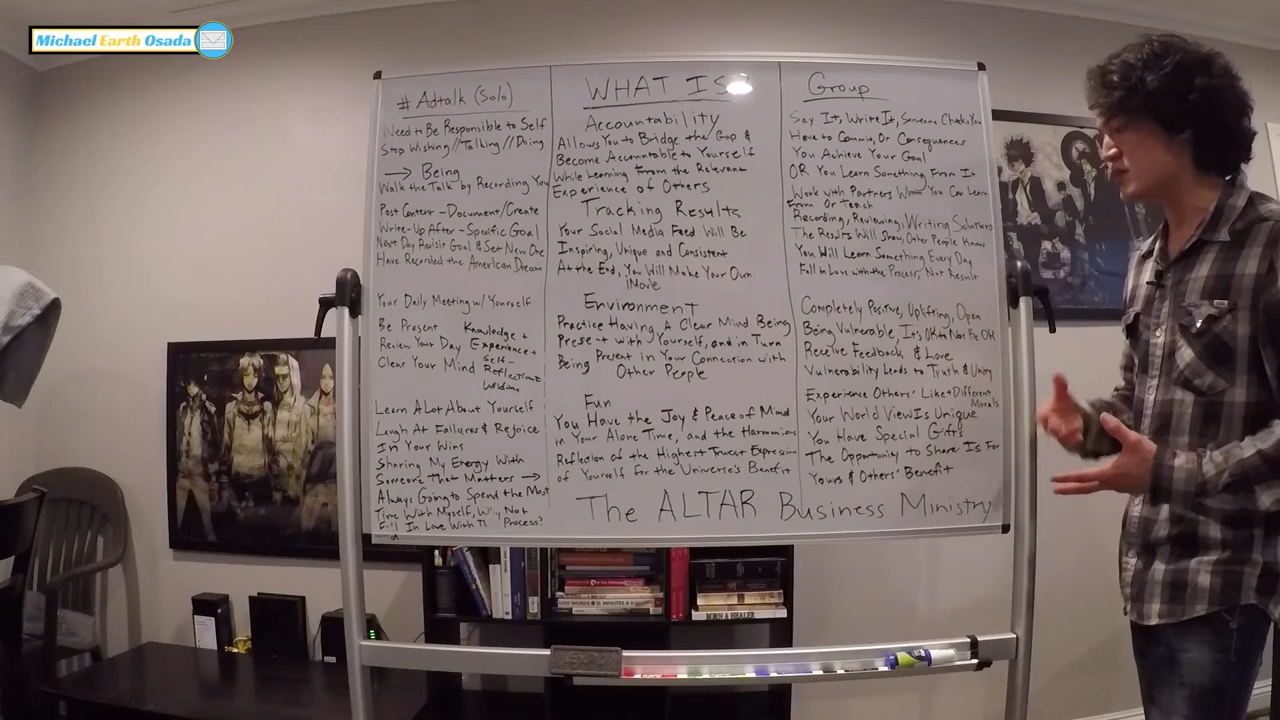 Michael Earth Osada
# Adtalk (Solo)
Need to Be Responsible to Self
Stop Wishing//Talking//Doing
→ Being
Walk the Talk by Recording You
Post Content - Document/Create
Write-Up After - Specific Goal
Next Day Revisit Goal & Set New One
Have Recorded the American Dream
Your Daily Meeting w/ Yourself
Be Present
Review Your Day
Clear Your Mind
Knowledge +
Experience +
Self-
Reflection =
Wisdom
Learn A Lot About Yourself
Laugh At Failures & Rejoice
In Your Wins
Sharing My Energy With
Someone That Matters →
Always Going to Spend the Most
Time With Myself, Why Not
Fall In Love With The Process?
WHAT IS
Accountability
Allows You to Bridge the Gap &
Become Accountable to Yourself
While Learning From the Relevant
Experience of Others
Tracking Results
Your Social Media Feed Will Be
Inspiring, Unique and Consistent
At the End, You Will Make Your Own
Movie
Environment
Practice Having A Clear Mind Being
Present with Yourself, and in Turn
Being Present in Your Connection with
Other People
Fun
You Have the Joy & Peace of Mind
in Your Alone Time, and the Harmonious
Reflection of the Highest Truest Expression
of Yourself for the Universe's Benefit
Group
Say It, Write It, Someone Checks You
Have to Commit, Or Consequences
You Achieve Your Goal
OR You Learn Something From It
Work with Partners Whom You Can Learn
From Or Teach
Recording, Reviewing, Writing Solutions
The Results Will Show, Other People Know
You Will Learn Something Every Day
Fall in Love with the Process, Not Result
Completely Positive, Uplifting, Open
Being Vulnerable, It's OK to Not Be OK
Receive Feedback & Love
Vulnerability Leads to Truth & Unity
Experience Others' Like + Different
Morals
Your World View Is Unique
You Have Special Gifts
The Opportunity to Share Is For
Yours & Others' Benefit
The ALTAR Business Ministry
BORN A HEALER